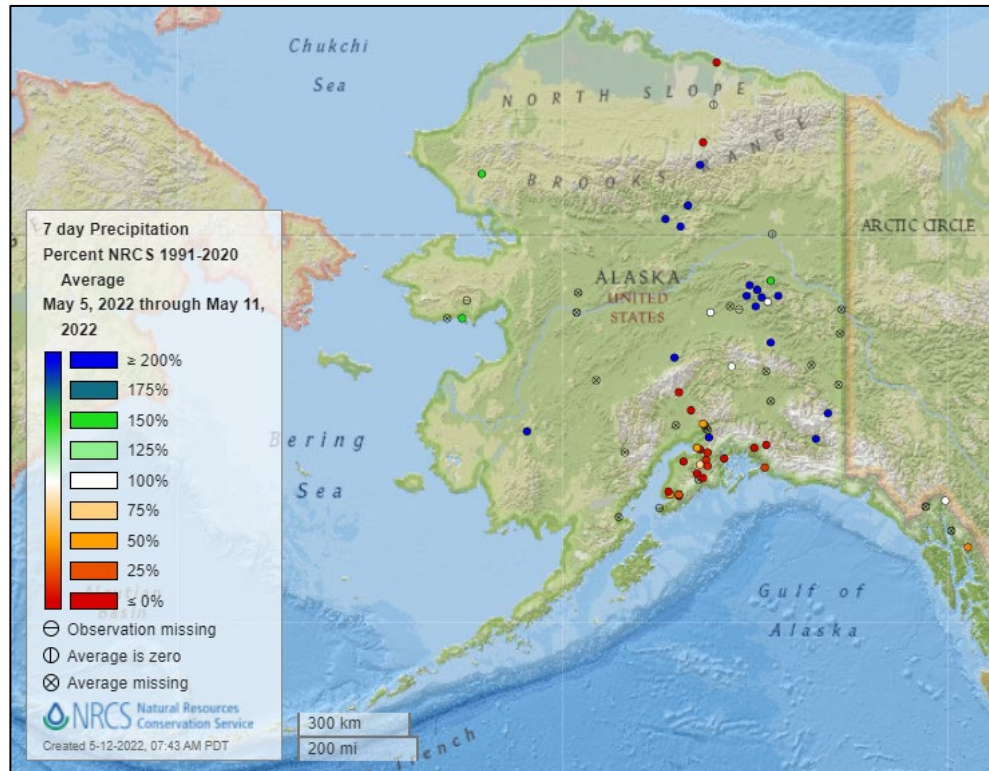 Chukchi
Sea
NORTH SLOPE
BROOKS RANGE
ARCTIC CIRCLE
ALASKA
UNITED
STATES
Bering
Sea
Gulf of
Alaska
Trench
7 day Precipitation
Percent NRCS 1991-2020
Average
May 5, 2022 through May 11,
2022
≥ 200%
175%
150%
125%
100%
75%
50%
25%
≤ 0%
Observation missing
Average is zero
Average missing
NRCS Natural Resources
Conservation Service
Created 5-12-2022, 07:43 AM PDT
300 km
200 mi